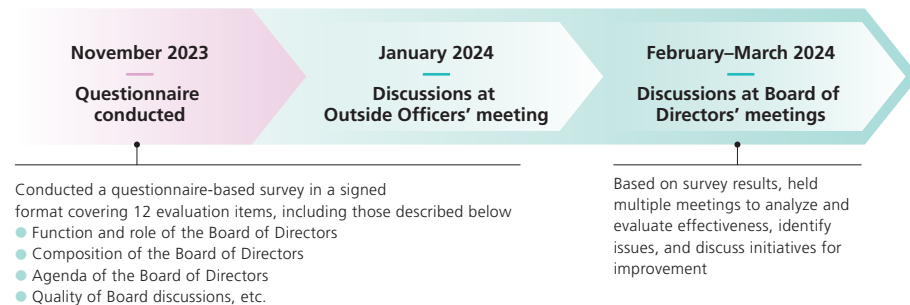 November 2023
Questionnaire
conducted
January 2024
Discussions at
Outside Officers’ meeting
February–March 2024
Discussions at Board of
Directors’ meetings
Conducted a questionnaire-based survey in a signed
format covering 12 evaluation items, including those described below
● Function and role of the Board of Directors
● Composition of the Board of Directors
● Agenda of the Board of Directors
● Quality of Board discussions, etc.
Based on survey results, held
multiple meetings to analyze and
evaluate effectiveness, identify
issues, and discuss initiatives for
improvement